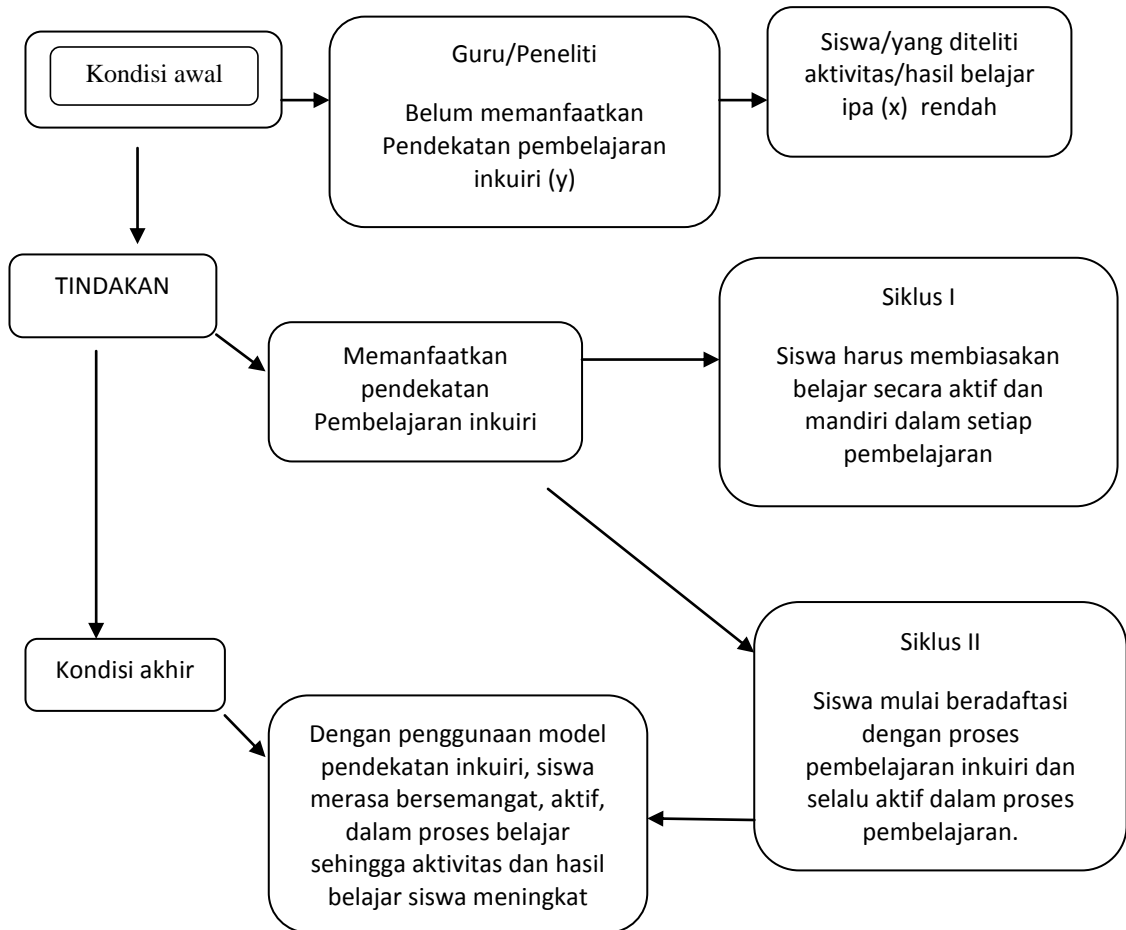 Kondisi awal
Guru/Peneliti
Belum memanfaatkan
Pendekatan pembelajaran
inkuiri (y)
Siswa/yang diteliti
aktivitas/hasil belajar
ipa (x) rendah
TINDAKAN
Memanfaatkan
pendekatan
Pembelajaran inkuiri
Siklus I
Siswa harus membiasakan
belajar secara aktif dan
mandiri dalam setiap
pembelajaran
Kondisi akhir
Dengan penggunaan model
pendekatan inkuiri, siswa
merasa bersemangat, aktif,
dalam proses belajar
sehingga aktivitas dan hasil
belajar siswa meningkat
Siklus II
Siswa mulai beradaftasi
dengan proses
pembelajaran inkuiri dan
selalu aktif dalam proses
pembelajaran.